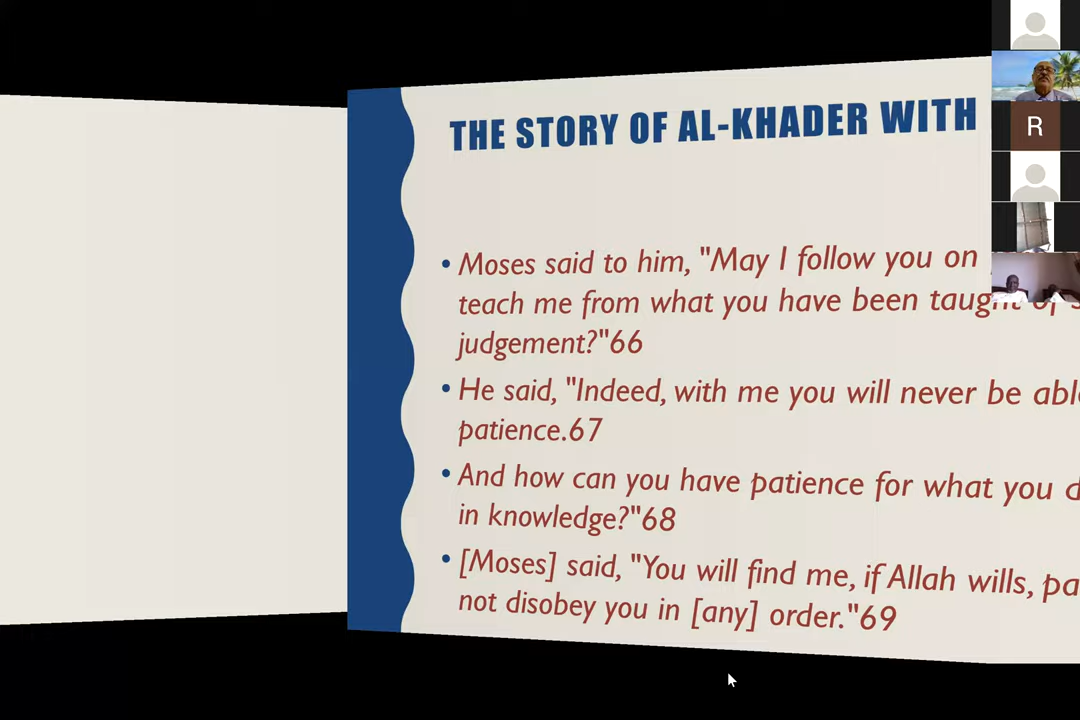 THE STORY OF AL-KHADER WITH
R
• Moses said to him, "May I follow you on
teach me from what you have been taught of
judgement?"66
• He said, "Indeed, with me you will never be
patience.67
• And how can you have patience for what you
in knowledge?"68
• [Moses] said, "You will find me, if Allah wills,
not disobey you in [any] order."69